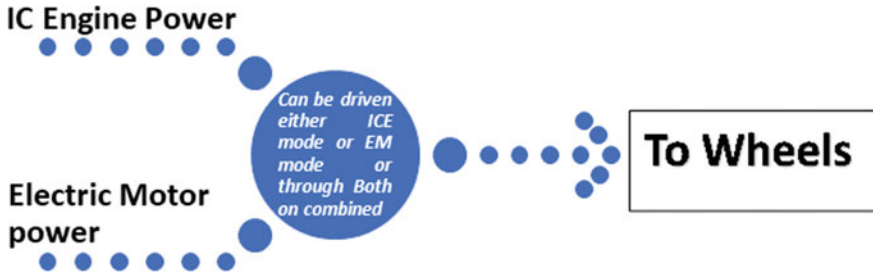 IC Engine Power
Can be driven
either ICE
mode or EM
mode or
through Both
on combined
To Wheels
Electric Motor
power